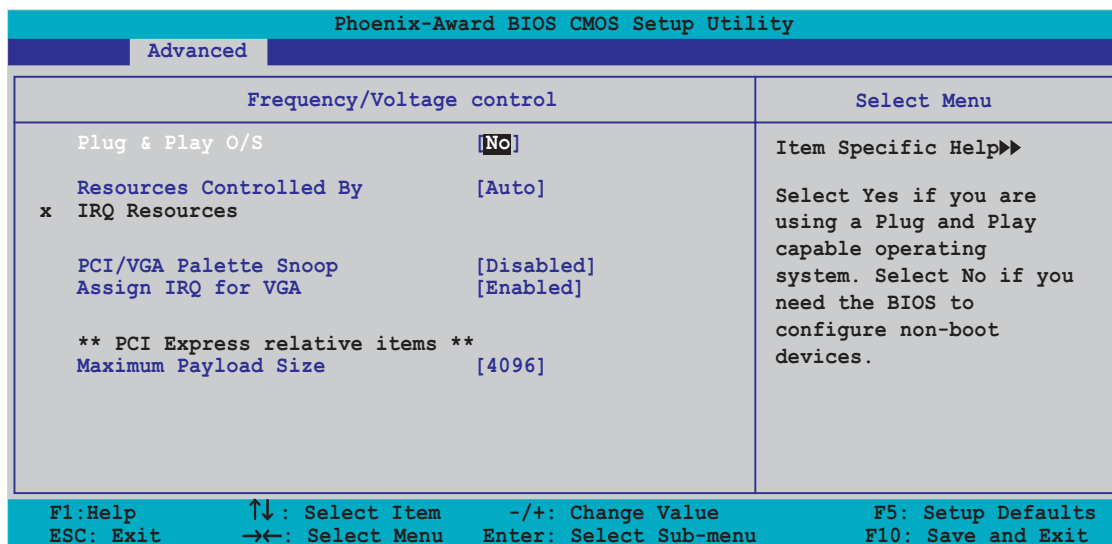 Phoenix-Award BIOS CMOS Setup Utility
Advanced
Frequency/Voltage control
Select Menu
Plug & Play O/S [No]
Resources Controlled By [Auto]
x IRQ Resources
PCI/VGA Palette Snoop [Disabled]
Assign IRQ for VGA [Enabled]
** PCI Express relative items **
Maximum Payload Size [4096]
Item Specific Help▶▶
Select Yes if you are
using a Plug and Play
capable operating
system. Select No if you
need the BIOS to
configure non-boot
devices.
F1:Help ↑↓: Select Item -/+: Change Value F5: Setup Defaults
ESC: Exit →←: Select Menu Enter: Select Sub-menu F10: Save and Exit